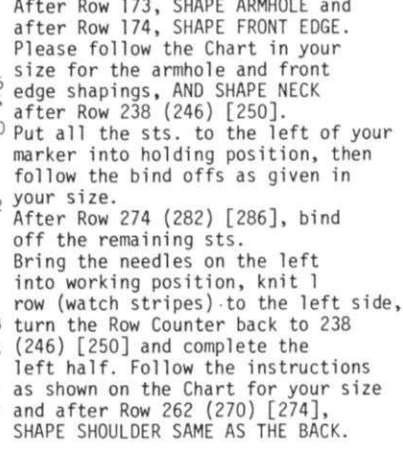 After Row 173, SHAPE ARMHOLE and
after Row 174, SHAPE FRONT EDGE.
Please follow the Chart in your
size for the armhole and front
edge shapings, AND SHAPE NECK
after Row 238 (246) [250].
Put all the sts. to the left of your
marker into holding position, then
follow the bind offs as given in
your size.
After Row 274 (282) [286], bind
off the remaining sts.
Bring the needles on the left
into working position, knit 1
row (watch stripes) to the left side,
turn the Row Counter back to 238
(246) [250] and complete the
left half. Follow the instructions
as shown on the Chart for your size
and after Row 262 (270) [274],
SHAPE SHOULDER SAME AS THE BACK.